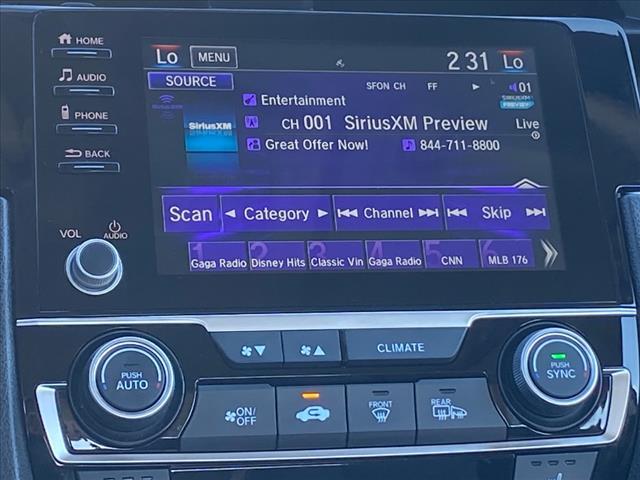 HOME
AUDIO
PHONE
BACK
VOL
AUDIO
Lo MENU 2 31 Lo
SOURCE SFON CH FF 01
SIRIUSXM PREVIEW
SiriusXM
Entertainment
CH 001 SiriusXM Preview Live
Great Offer Now! 844-711-8800
Scan Category Channel Skip
1 2 3 4 5 6
Gaga Radio Disney Hits Classic Vin Gaga Radio CNN MLB 176
CLIMATE
PUSH AUTO
PUSH SYNC
ON/OFF
FRONT
REAR